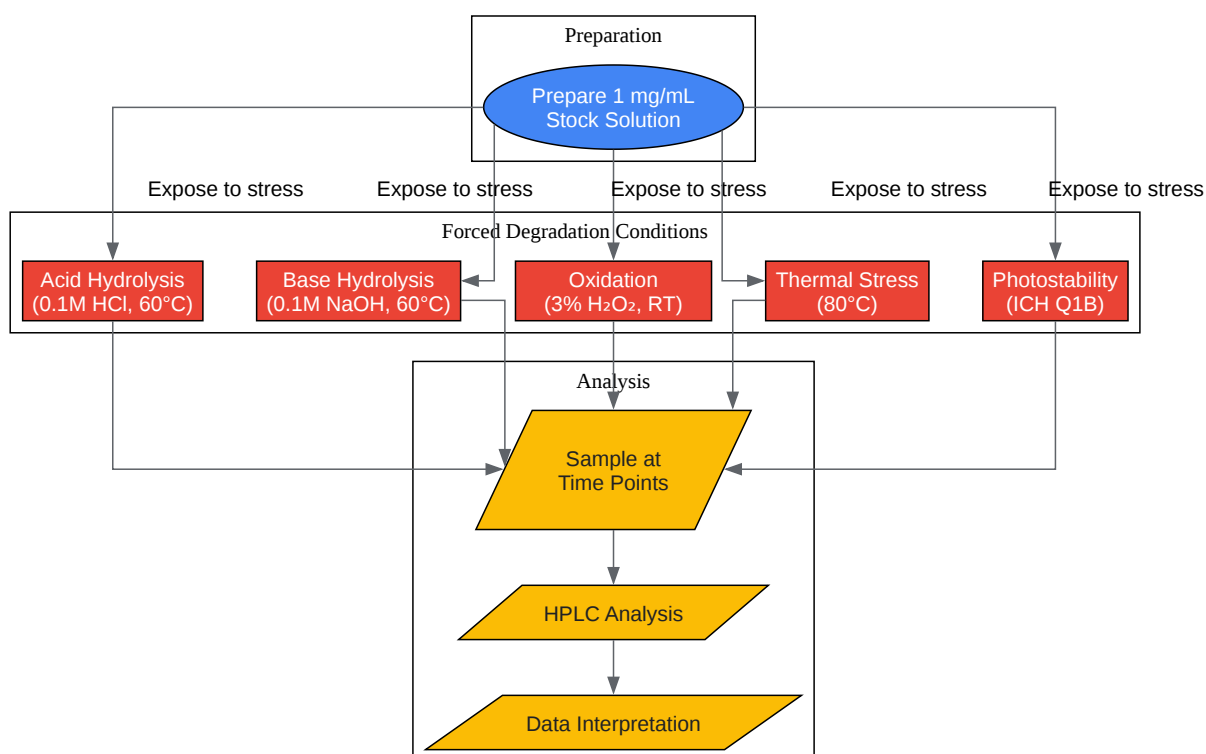 Preparation
Prepare 1 mg/mL
Stock Solution
Expose to stress
Expose to stress
Expose to stress
Expose to stress
Expose to stress
Forced Degradation Conditions
Acid Hydrolysis
(0.1M HCl, 60°C)
Base Hydrolysis
(0.1M NaOH, 60°C)
Oxidation
(3% H₂O₂, RT)
Thermal Stress
(80°C)
Photostability
(ICH Q1B)
Analysis
Sample at
Time Points
HPLC Analysis
Data Interpretation